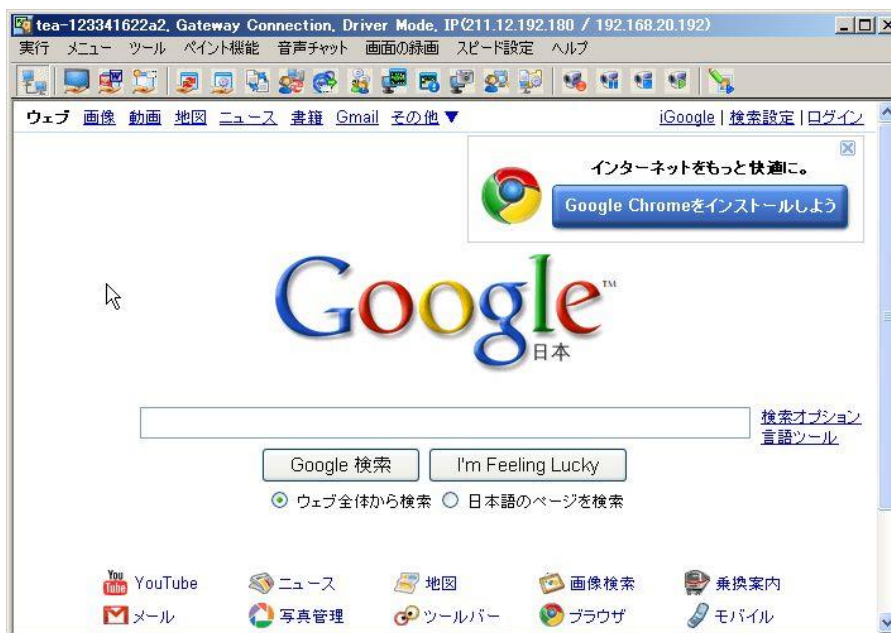 tea-123341622a2, Gateway Connection, Driver Mode, IP(211.12.192.180 / 192.168.20.192)
実行 メニュー ツール ペイント機能 音声チャット 画面の録画 スピード設定 ヘルプ
ウェブ 画像 動画 地図 ニュース 書籍 Gmail その他 ▼ iGoogle | 検索設定 | ログイン
インターネットをもっと快適に。
Google Chromeをインストールしよう
Google™
日本
検索オプション
言語ツール
Google 検索 I'm Feeling Lucky
ウェブ全体から検索 日本語のページを検索
You Tube YouTube ニュース 地図 画像検索 乗換案内
メール 写真管理 ツールバー ブラウザ モバイル